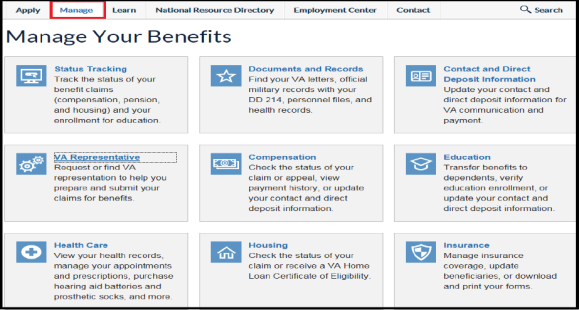 Apply Manage Learn National Resource Directory Employment Center Contact Search
Manage Your Benefits
Status Tracking
Track the status of your
benefit claims
(compensation, pension,
and housing) and your
enrollment for education.
Documents and Records
Find your VA letters, official
military records with your
DD 214, personnel files, and
health records.
Contact and Direct
Deposit Information
Update your contact and
direct deposit information for
VA communication and
payment.
VA Representative
Request or find VA
representation to help you
prepare and submit your
claims for benefits.
Compensation
Check the status of your
claim or appeal, view
payment history, or update
your contact and direct
deposit information.
Education
Transfer benefits to
dependents, verify
education enrollment, or
update your contact and
direct deposit information.
Health Care
View your health records,
manage your appointments
and prescriptions, purchase
hearing aid batteries and
prosthetic socks, and more.
Housing
Check the status of your
claim or receive a VA Home
Loan Certificate of Eligibility.
Insurance
Manage insurance
coverage, update
beneficiaries, or download
and print your forms.